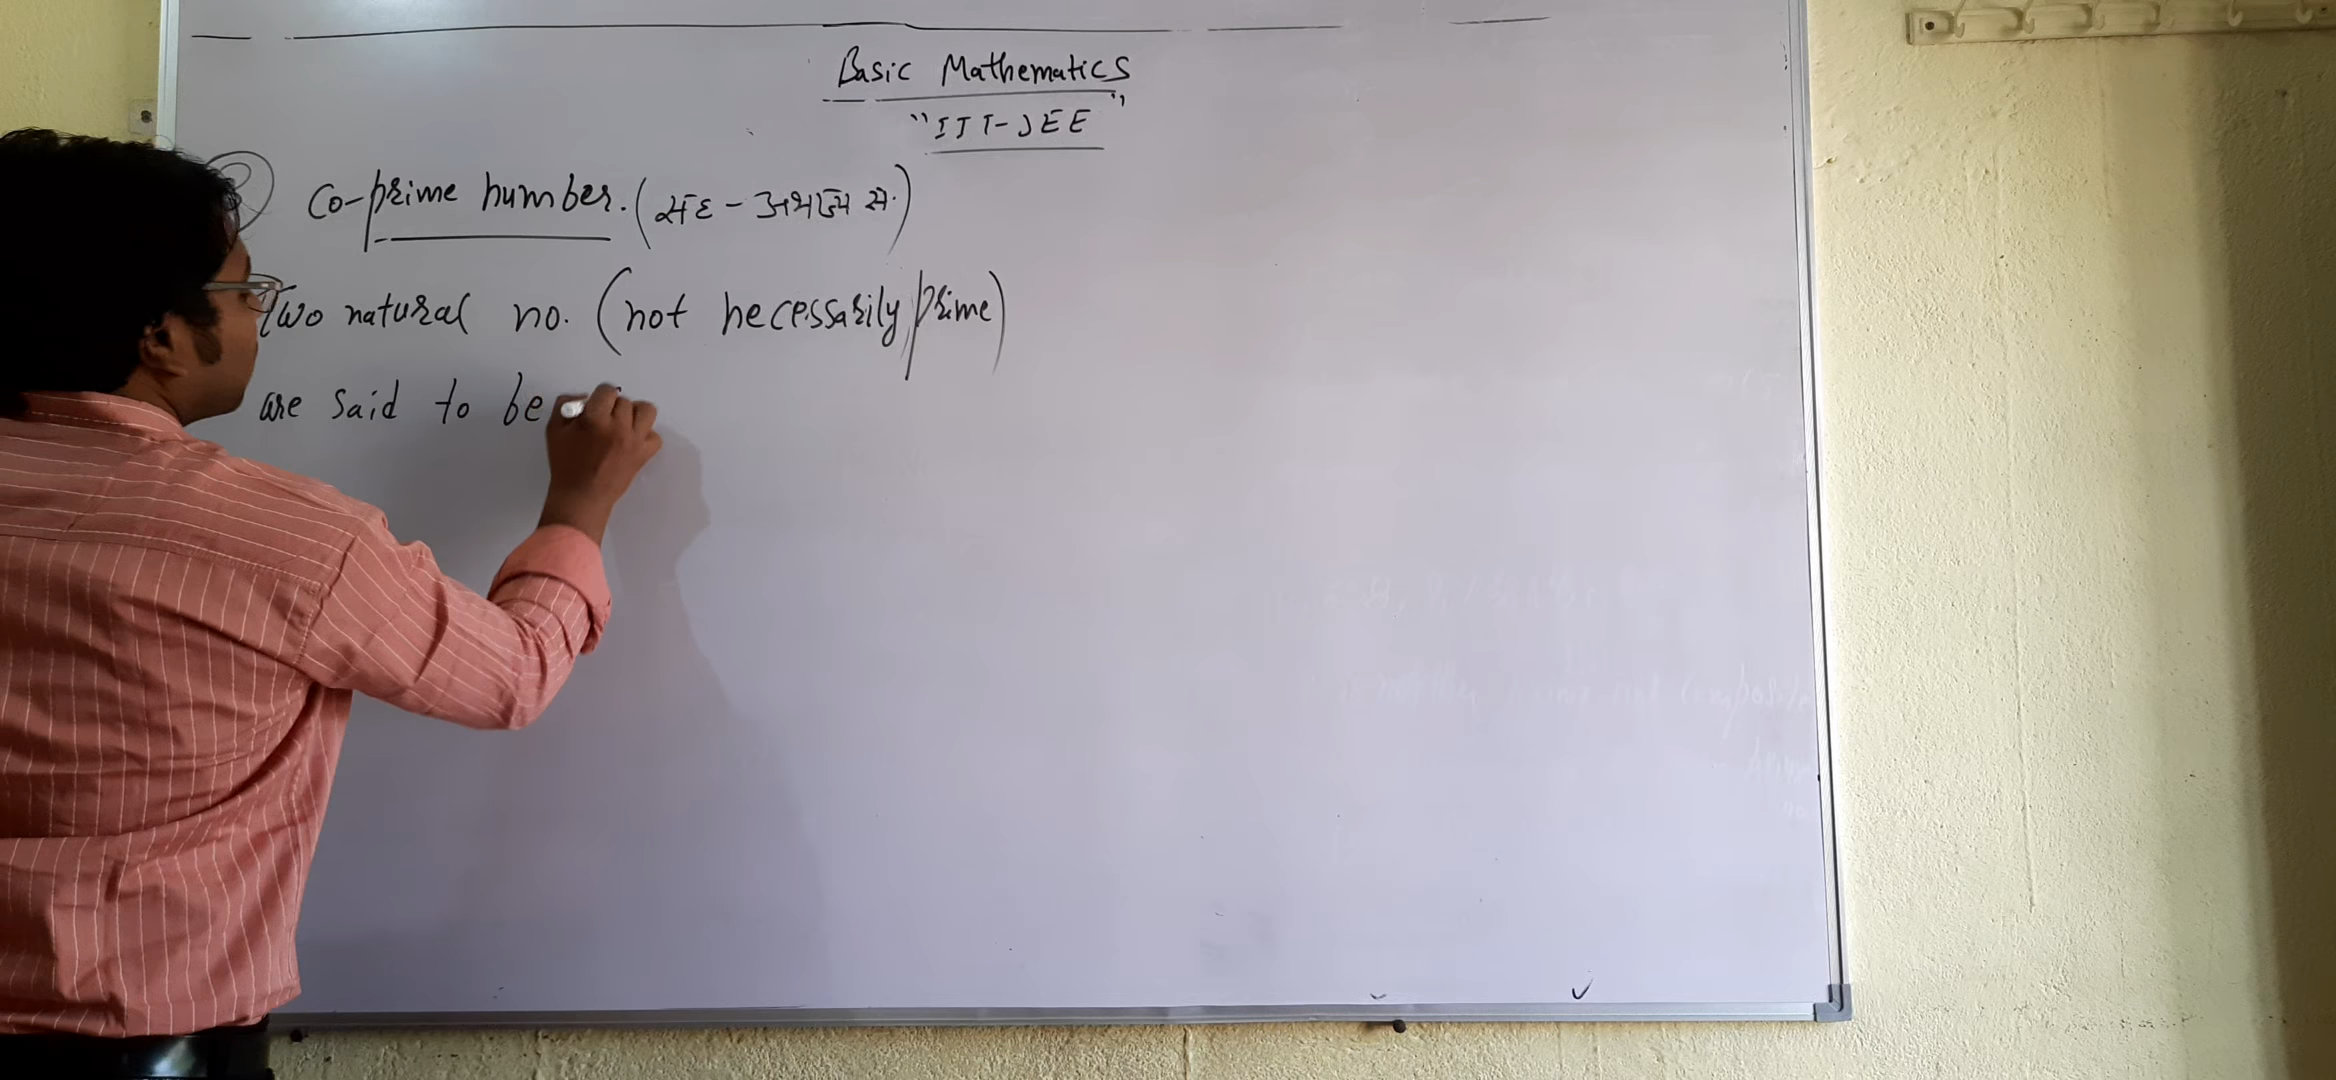 Basic Mathematics
"IIT-JEE"
Co-prime number. (सह - अभाज्य सं.)
Two natural no. (not necessarily prime)
are said to be